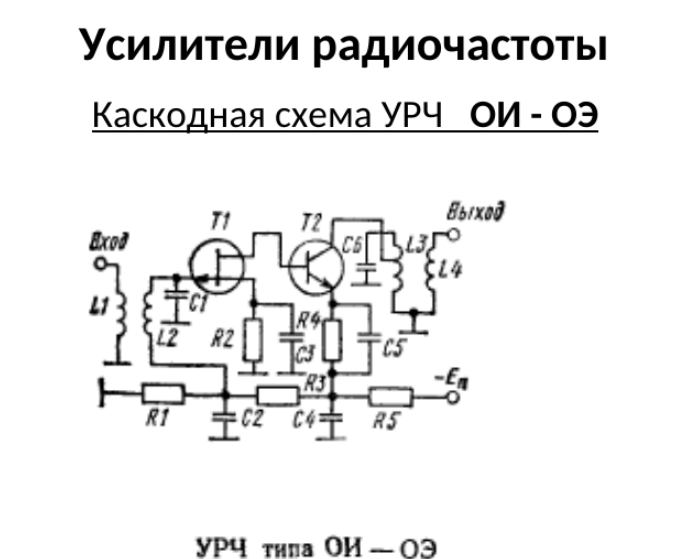 Усилители радиочастоты
Каскодная схема УРЧ ОИ - ОЭ
Выход
T1 T2
Вход C6 L3
L4
L1 C1
L2 R2 C3 R4 C5
R3 -Eп
R1 C2 C4 R5
УРЧ типа ОИ — ОЭ